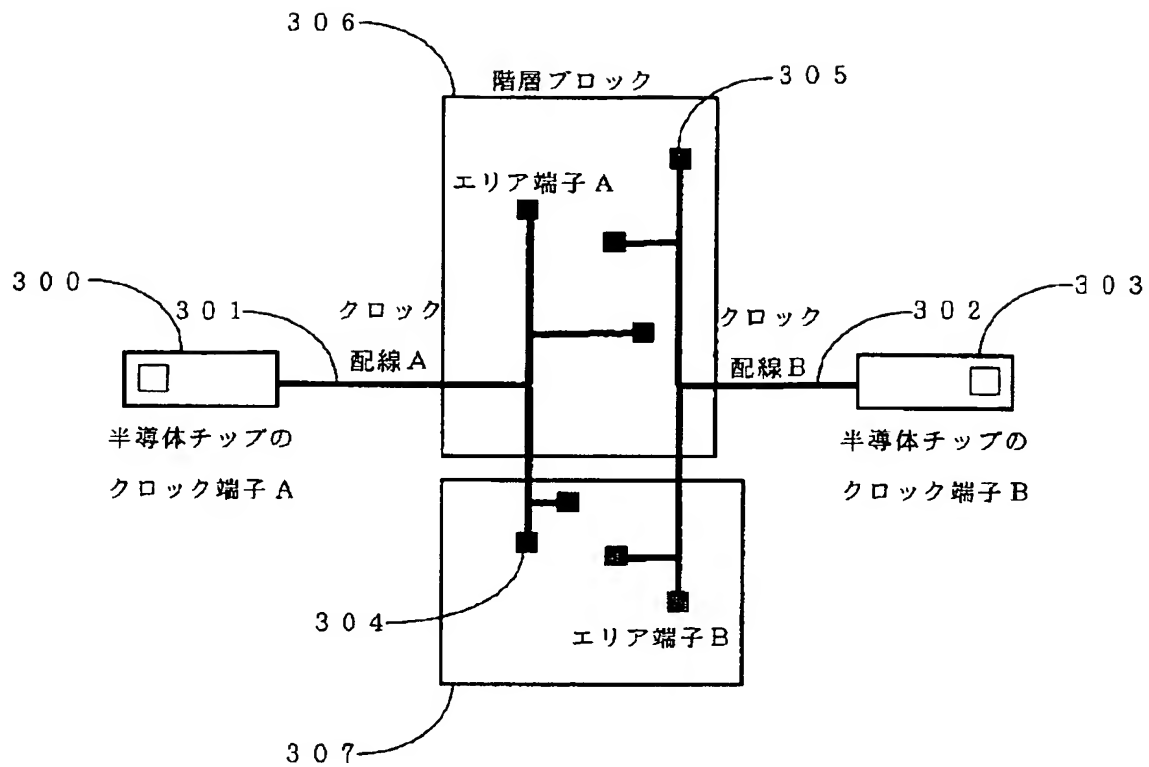 ３０６
階層ブロック
３０５
エリア端子Ａ
３００
３０１
クロック
配線Ａ
クロック
配線Ｂ
３０２
３０３
半導体チップの
クロック端子Ａ
半導体チップの
クロック端子Ｂ
３０４
エリア端子Ｂ
３０７